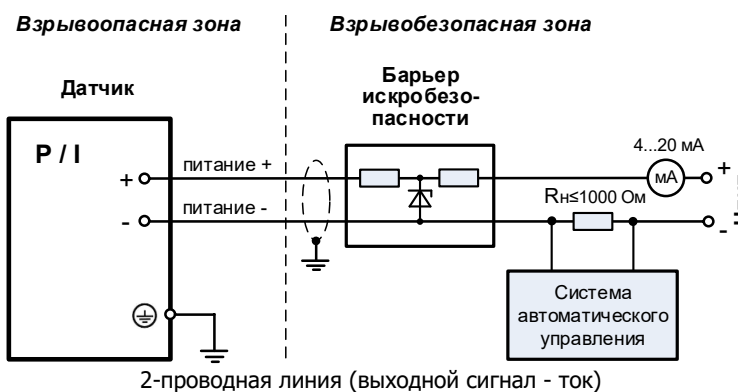 Взрывоопасная зона
Взрывобезопасная зона
Датчик
Барьер
искробезо-
пасности
P / I
+
питание +
-
питание -
4...20 мА
мА
+
Rн≤1000 Ом
-
Система
автоматического
управления
2-проводная линия (выходной сигнал - ток)